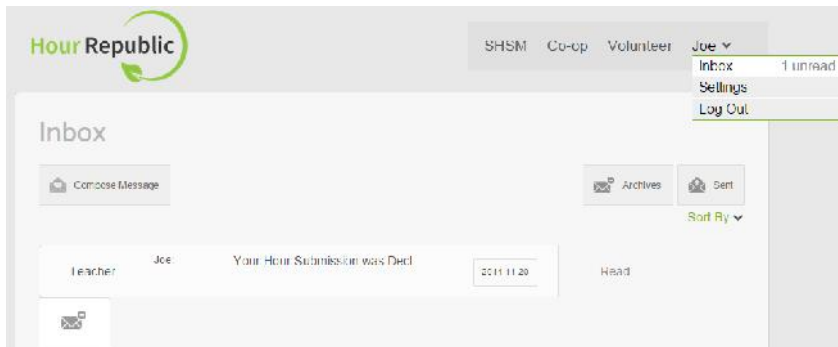 Hour Republic
SHSM Co-op Volunteer Joe
Inbox 1 unread
Settings
Log Out
Inbox
Compose Message
Archives Sent
Sort By
Teacher Joe Your Hour Submission was Decl 2014 11 20 Read